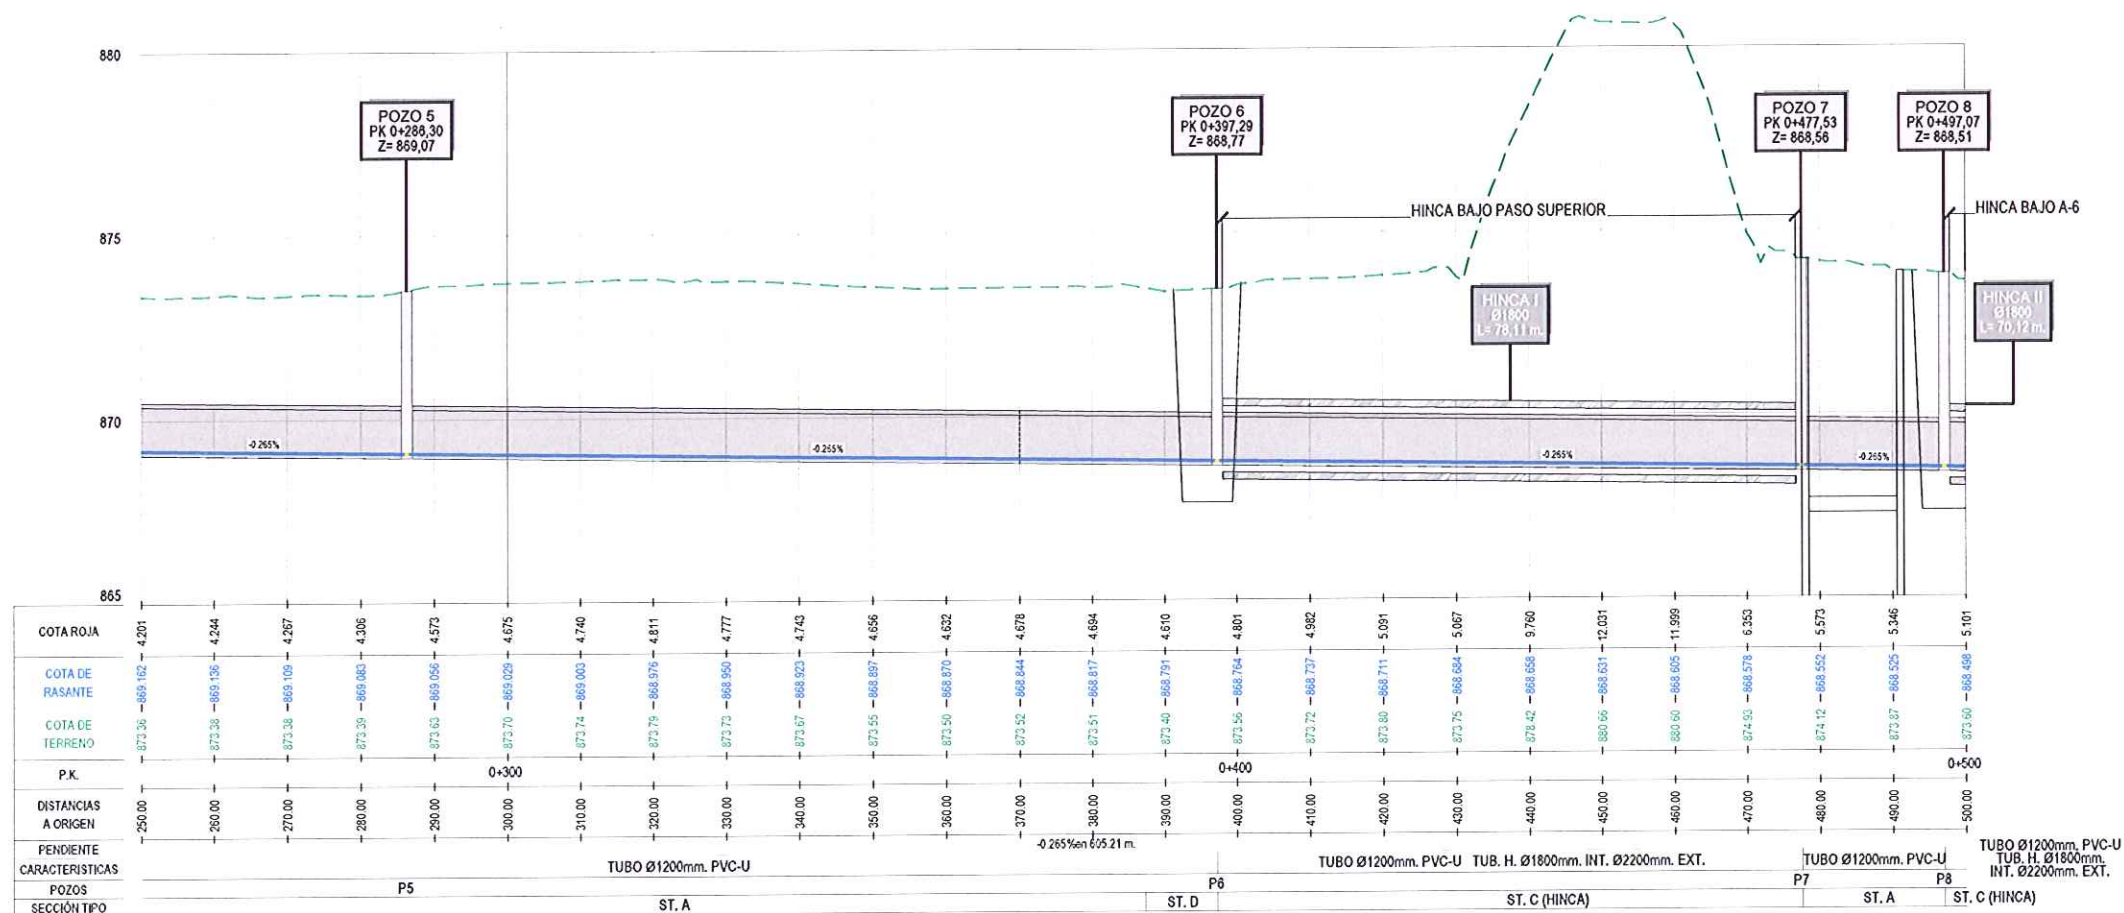 880
875
870
865
POZO 5
PK 0+286,30
Z= 869,07
POZO 6
PK 0+397,29
Z= 868,77
POZO 7
PK 0+477,53
Z= 868,56
POZO 8
PK 0+497,07
Z= 868,51
HINCA BAJO PASO SUPERIOR
HINCA BAJO A-6
HINCA I
Ø1800
L= 78,11 m.
HINCA II
Ø1800
L= 70,12 m.
-0.265%
-0.265%
-0.265%
-0.265%
COTA ROJA
4.201 4.244 4.267 4.306 4.573 4.675 4.740 4.811 4.777 4.743 4.656 4.632 4.678 4.694 4.610 4.801 4.982 5.091 5.067 9.760 12.031 11.999 6.353 5.573 5.346 5.101
COTA DE
RASANTE
869.162 869.136 869.109 869.083 869.056 869.029 869.003 868.976 868.950 868.923 868.897 868.870 868.844 868.817 868.791 868.764 868.737 868.711 868.684 868.658 868.631 868.605 868.578 868.552 868.525 868.498
COTA DE
TERRENO
873.36 873.38 873.38 873.39 873.63 873.70 873.74 873.79 873.73 873.67 873.55 873.50 873.52 873.51 873.40 873.56 873.72 873.80 873.75 878.42 880.66 880.60 874.93 874.12 873.87 873.60
P.K.
0+300 0+400 0+500
DISTANCIAS
A ORIGEN
250.00 260.00 270.00 280.00 290.00 300.00 310.00 320.00 330.00 340.00 350.00 360.00 370.00 380.00 390.00 400.00 410.00 420.00 430.00 440.00 450.00 460.00 470.00 480.00 490.00 500.00
PENDIENTE
-0.265%en 605.21 m.
CARACTERISTICAS
TUBO Ø1200mm. PVC-U
TUBO Ø1200mm. PVC-U TUB. H. Ø1800mm. INT. Ø2200mm. EXT.
TUBO Ø1200mm. PVC-U
TUBO Ø1200mm. PVC-U
TUB. H. Ø1800mm.
INT. Ø2200mm. EXT.
POZOS
P5 P6 P7 P8
SECCIÓN TIPO
ST. A ST. D ST. C (HINCA) ST. A ST. C (HINCA)